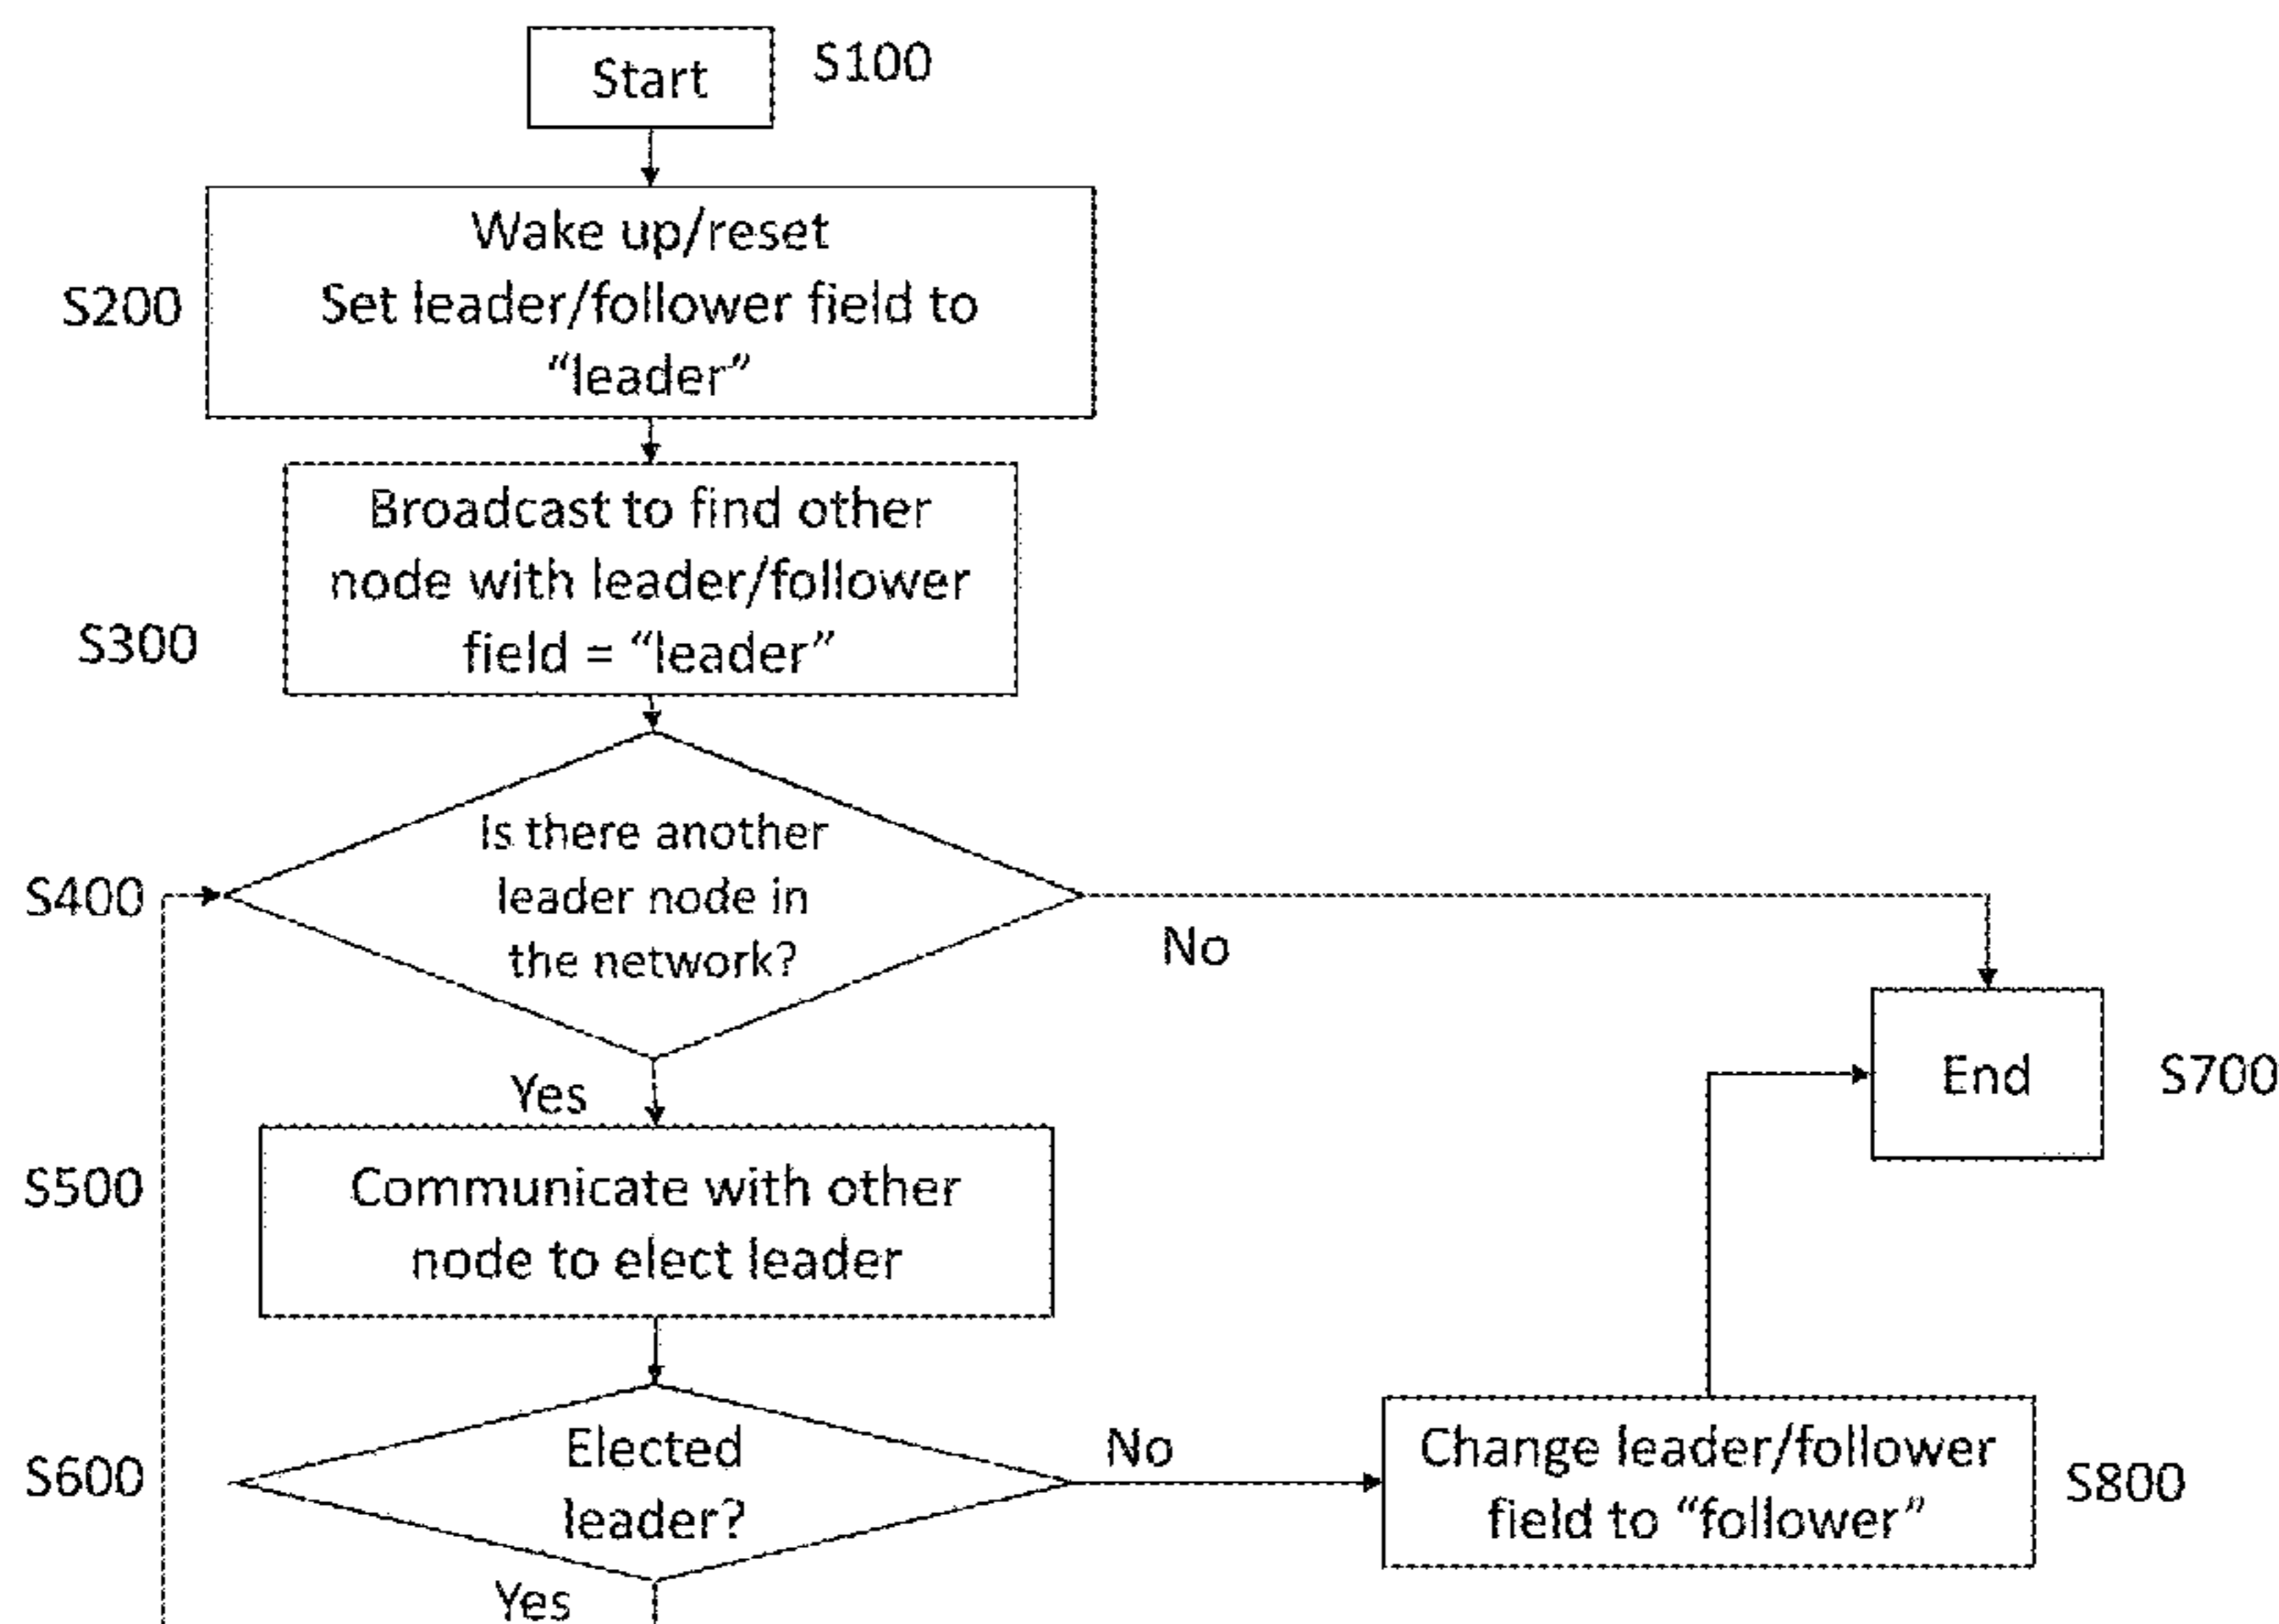 Start
S100
Wake up/reset
Set leader/follower field to
“leader”
S200
Broadcast to find other
node with leader/follower
field = “leader”
S300
Is there another
leader node in
the network?
S400
No
Yes
End
S700
Communicate with other
node to elect leader
S500
Elected
leader?
S600
No
Change leader/follower
field to “follower”
S800
Yes